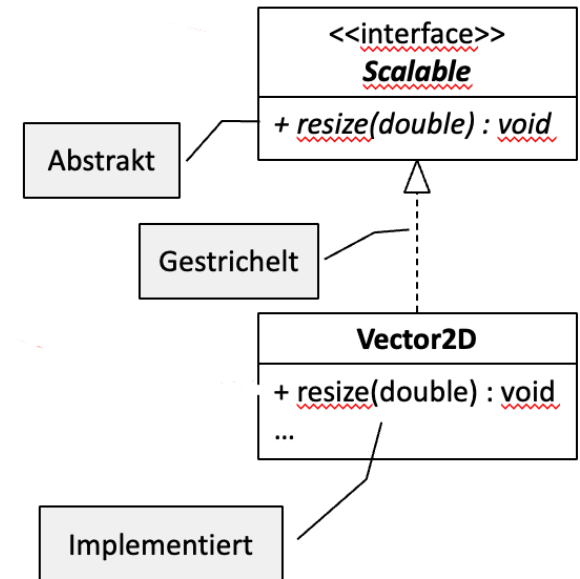 <<interface>>
Scalable
+ resize(double) : void
Abstrakt
Gestrichelt
Vector2D
+ resize(double) : void
...
Implementiert